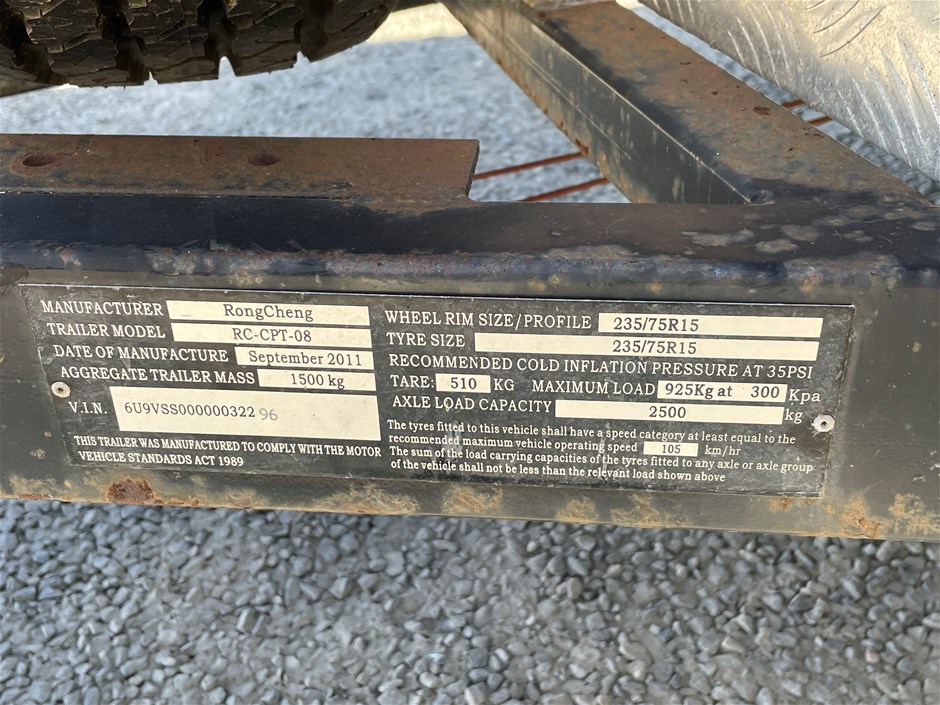 MANUFACTURER RongCheng
TRAILER MODEL RC-CPT-08
DATE OF MANUFACTURE September 2011
AGGREGATE TRAILER MASS 1500 kg
V.I.N. 6U9VSS000000322 96
THIS TRAILER WAS MANUFACTURED TO COMPLY WITH THE MOTOR
VEHICLE STANDARDS ACT 1989
WHEEL RIM SIZE/PROFILE 235/75R15
TYRE SIZE 235/75R15
RECOMMENDED COLD INFLATION PRESSURE AT 35PSI
TARE: 510 KG MAXIMUM LOAD 925Kg at 300 Kpa
AXLE LOAD CAPACITY 2500 kg
The tyres fitted to this vehicle shall have a speed category at least equal to the
recommended maximum vehicle operating speed 105 km/hr
The sum of the load carrying capacities of the tyres fitted to any axle or axle group
of the vehicle shall not be less than the relevant load shown above